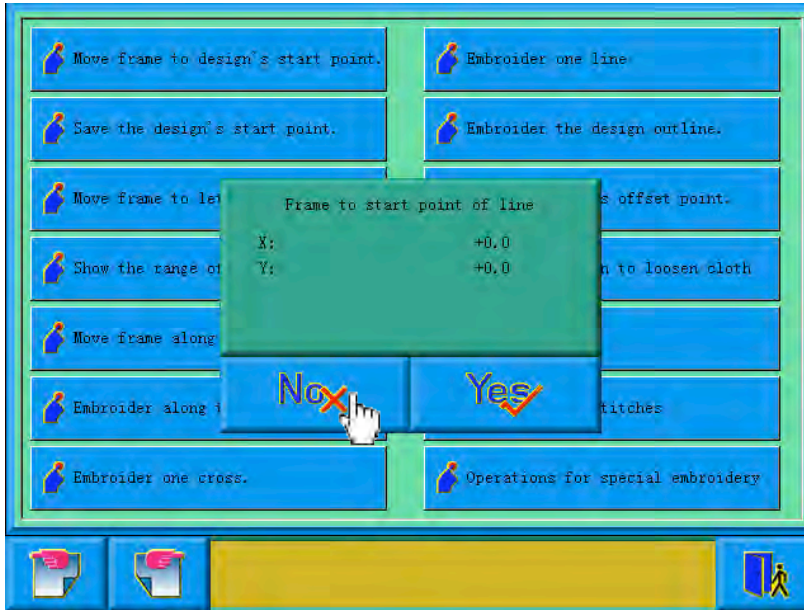 Move frame to design's start point.
Embroider one line
Save the design's start point.
Embroider the design outline.
Move frame to
s offset point.
Show the range of
n to loosen cloth
Move frame along
Embroider along
titches
Embroider one cross.
Operations for special embroidery
Frame to start point of line
X: +0.0
Y: +0.0
No
Yes